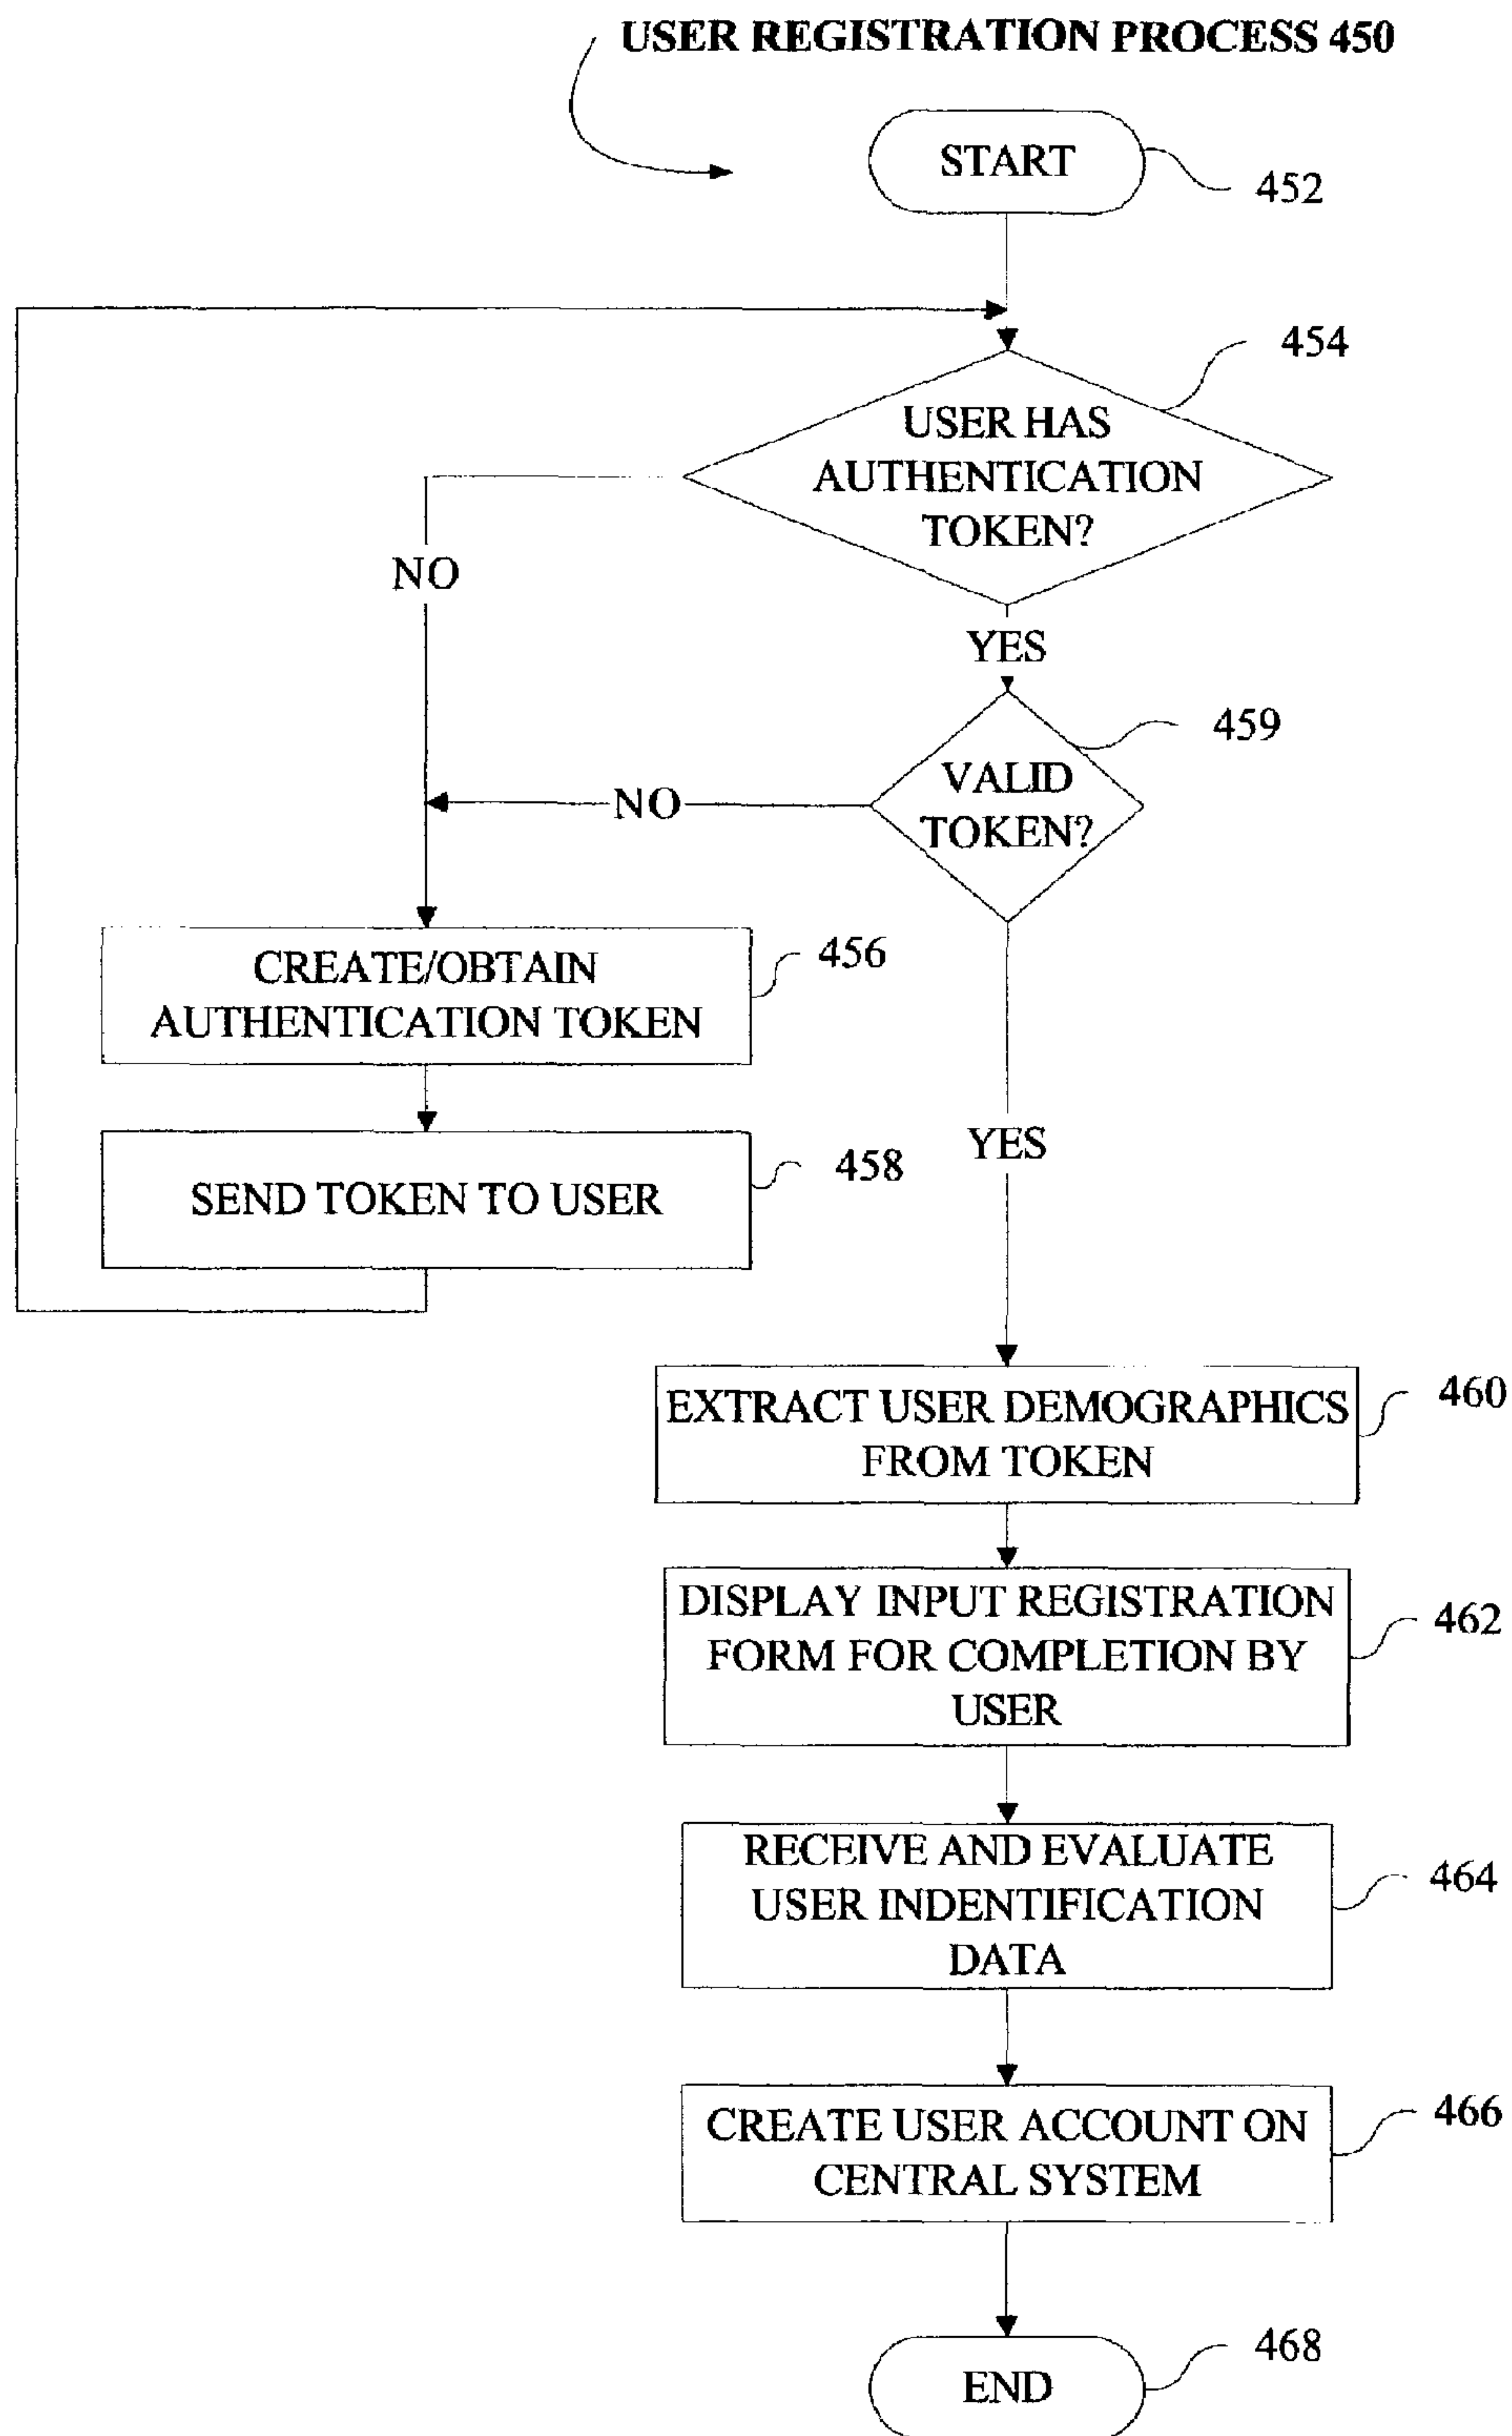 USER REGISTRATION PROCESS 450
START
452
454
USER HAS
AUTHENTICATION
TOKEN?
NO
YES
459
VALID
TOKEN?
NO
CREATE/OBTAIN
AUTHENTICATION TOKEN
456
YES
SEND TOKEN TO USER
458
EXTRACT USER DEMOGRAPHICS
FROM TOKEN
460
DISPLAY INPUT REGISTRATION
FORM FOR COMPLETION BY
USER
462
RECEIVE AND EVALUATE
USER INDENTIFICATION
DATA
464
CREATE USER ACCOUNT ON
CENTRAL SYSTEM
466
END
468